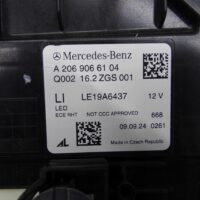 Mercedes-Benz
A 206 906 61 04
Q002 16.2 ZGS 001
LI LE19A6437 12 V
LED
ECE RHT NOT CCC APPROVED 668
09.09.24 0261
AL Made in Czech Republic